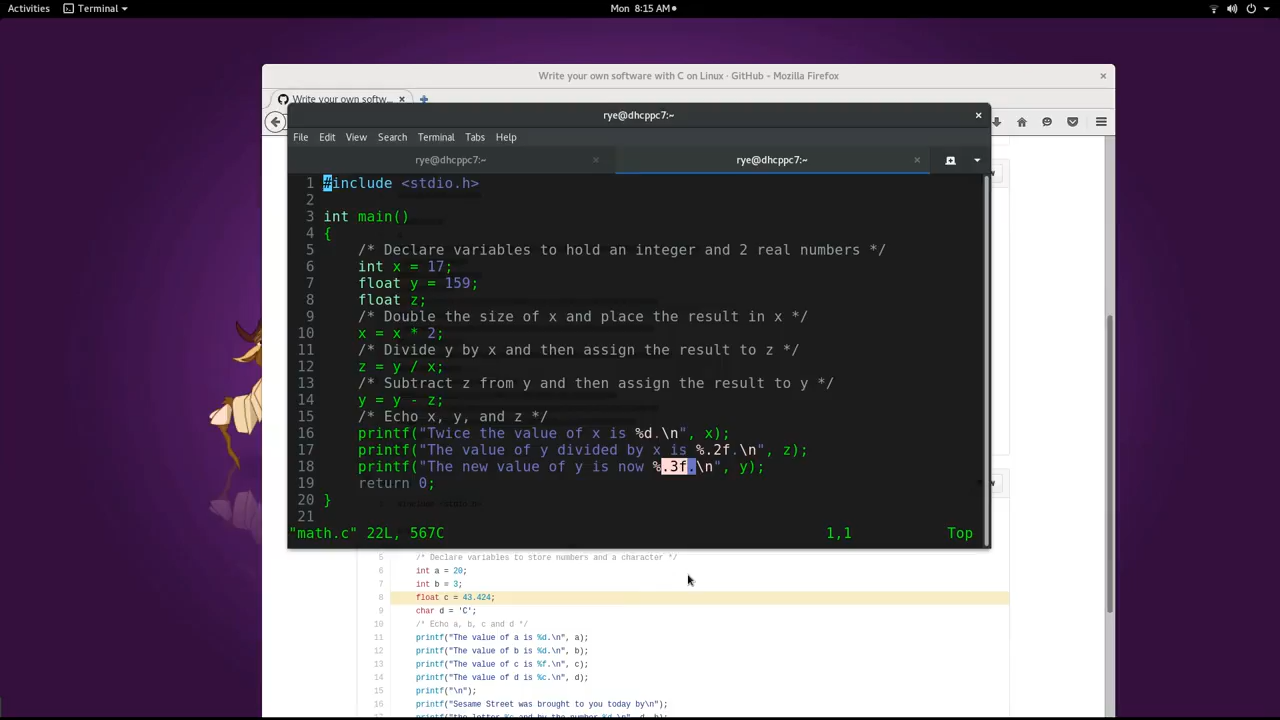 Activities Terminal Mon 8:15 AM
Write your own software with C on Linux · GitHub - Mozilla Firefox
Write your own softw...
rye@dhcppc7:~
File Edit View Search Terminal Tabs Help
rye@dhcppc7:~ rye@dhcppc7:~
1 #include <stdio.h>
2
3 int main()
4 {
5 /* Declare variables to hold an integer and 2 real numbers */
6 int x = 17;
7 float y = 159;
8 float z;
9 /* Double the size of x and place the result in x */
10 x = x * 2;
11 /* Divide y by x and then assign the result to z */
12 z = y / x;
13 /* Subtract z from y and then assign the result to y */
14 y = y - z;
15 /* Echo x, y, and z */
16 printf("Twice the value of x is %d.\n", x);
17 printf("The value of y divided by x is %.2f.\n", z);
18 printf("The new value of y is now %.3f.\n", y);
19 return 0;
20 }
21
"math.c" 22L, 567C 1,1 Top
5 /* Declare variables to store numbers and a character */
6 int a = 20;
7 int b = 3;
8 float c = 43.424;
9 char d = 'C';
10 /* Echo a, b, c and d */
11 printf("The value of a is %d.\n", a);
12 printf("The value of b is %d.\n", b);
13 printf("The value of c is %f.\n", c);
14 printf("The value of d is %c.\n", d);
15 printf("\n");
16 printf("Sesame Street was brought to you today by\n");